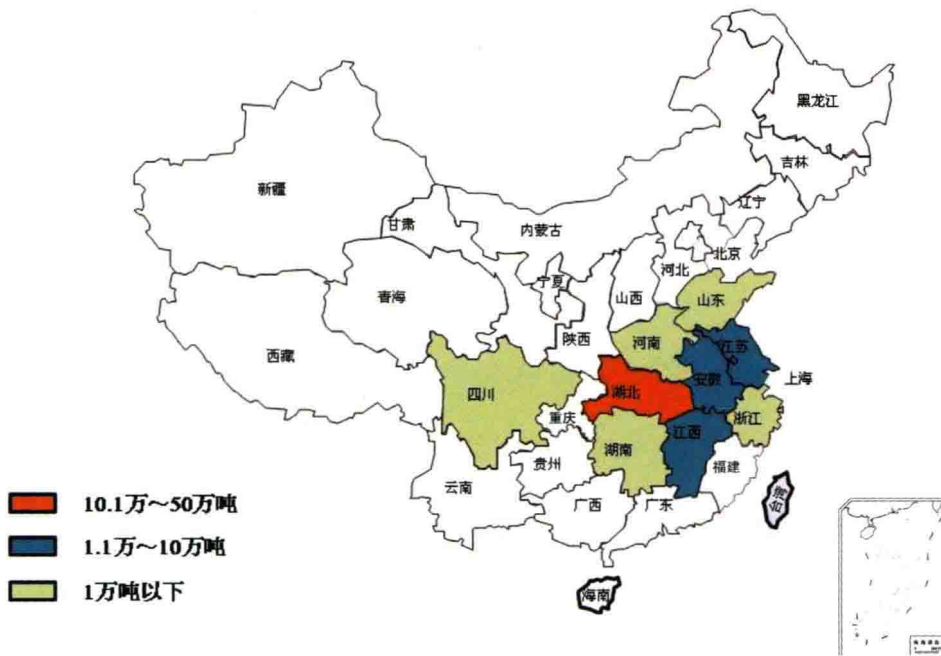 黑龙江
吉林
辽宁
新疆
甘肃
内蒙古
北京
河北
宁夏
山西
山东
青海
陕西
河南
江苏
西藏
安徽
上海
四川
湖北
重庆
浙江
江西
湖南
贵州
福建
云南
广西
广东
台湾
海南
10.1万～50万吨
1.1万～10万吨
1万吨以下